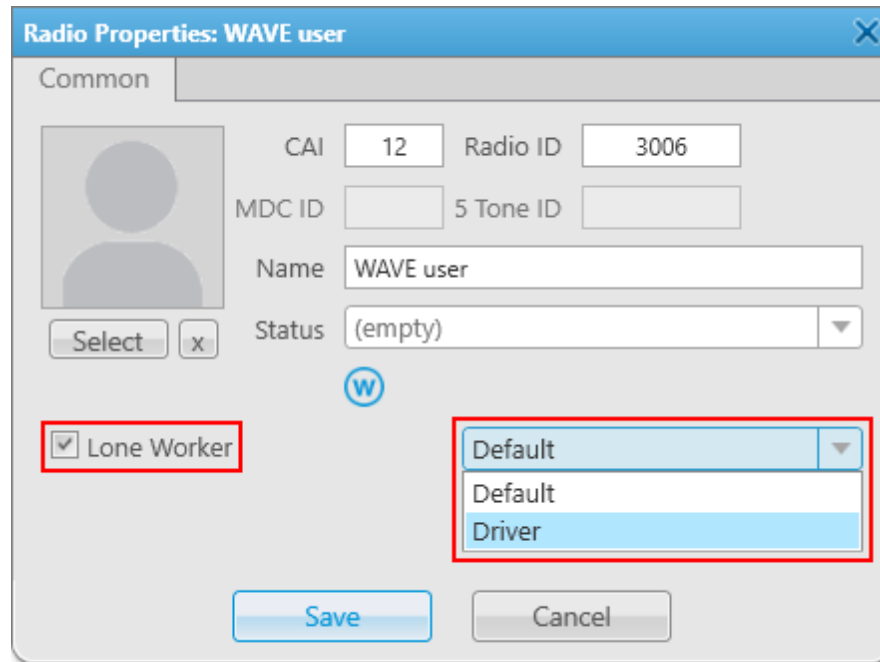 Radio Properties: WAVE user
Common
CAI 12 Radio ID 3006
MDC ID 5 Tone ID
Name WAVE user
Select x Status (empty)
W
Lone Worker Default
Default
Driver
Save Cancel